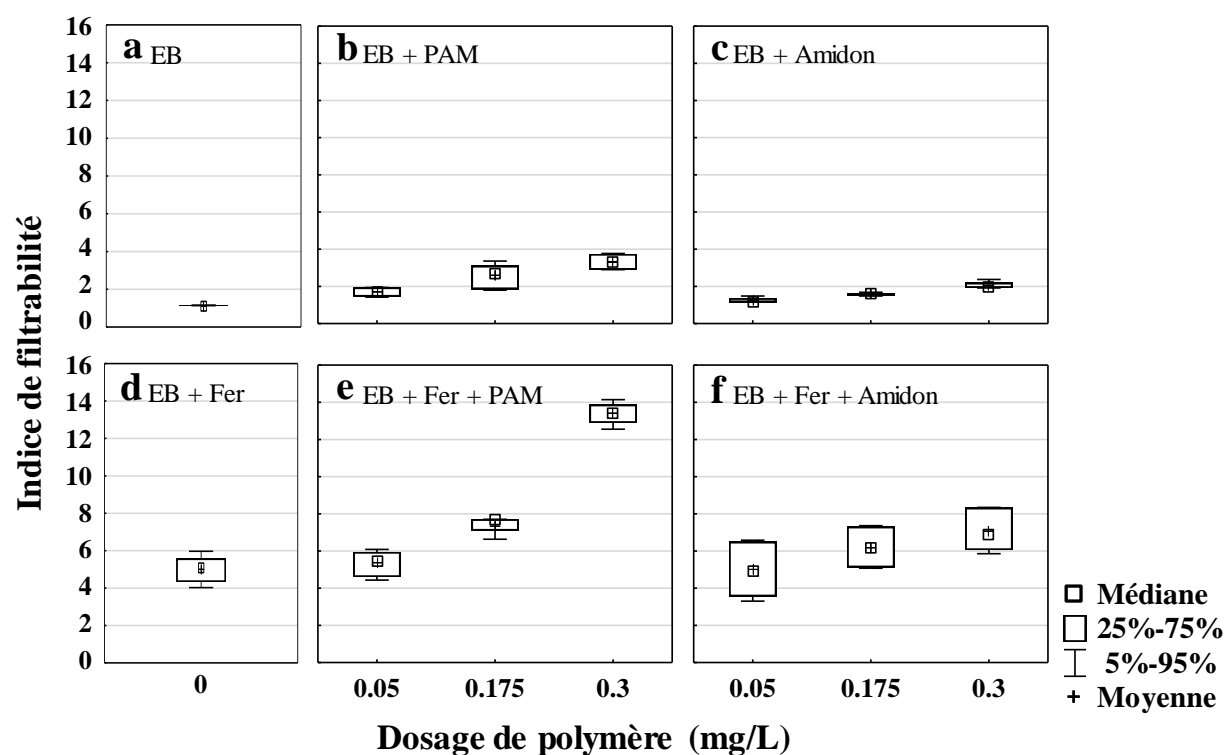 Indice de filtrabilité
16
14
12
10
8
6
4
2
0
a EB
b EB + PAM
c EB + Amidon
16
14
12
10
8
6
4
2
0
d EB + Fer
e EB + Fer + PAM
f EB + Fer + Amidon
0
0.05 0.175 0.3
0.05 0.175 0.3
Dosage de polymère (mg/L)
Médiane
25%-75%
5%-95%
Moyenne